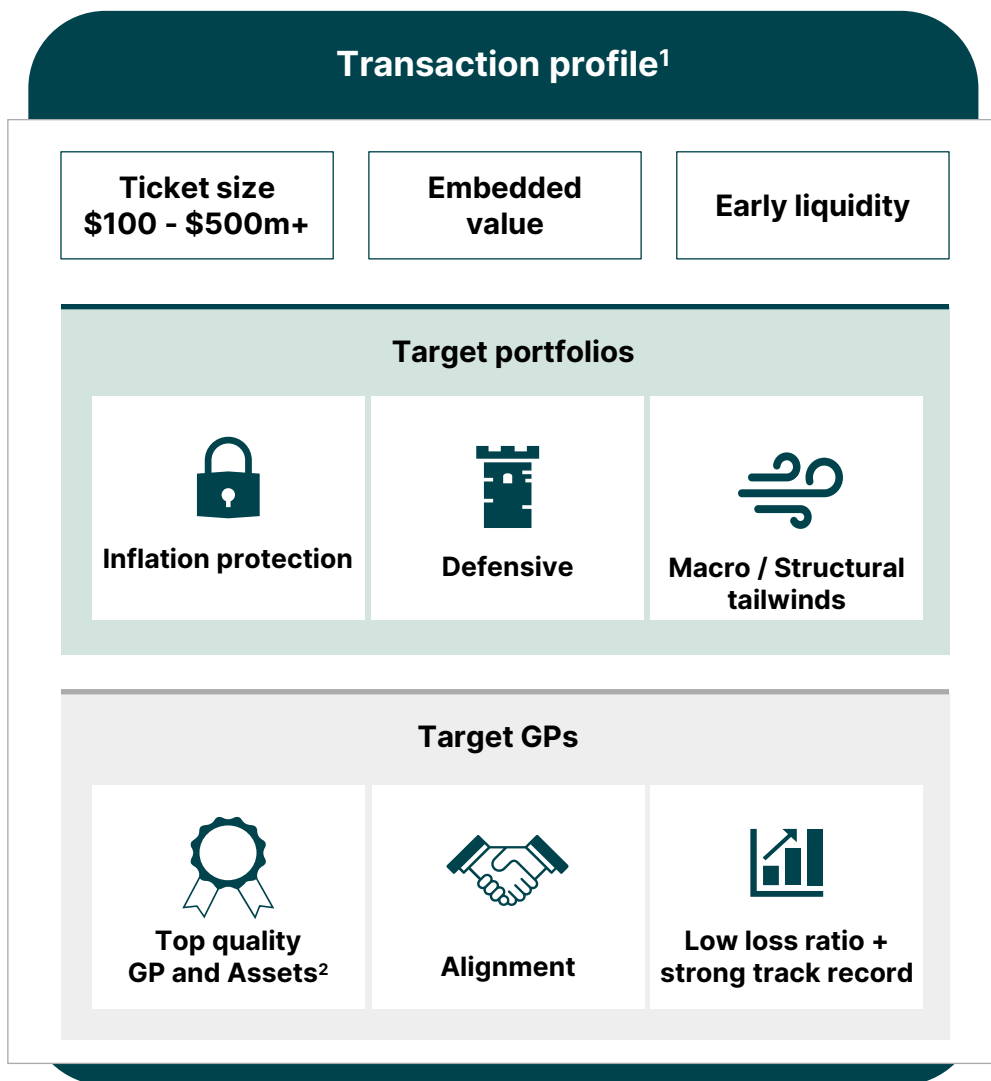 Transaction profile¹
Ticket size
$100 - $500m+
Embedded
value
Early liquidity
Target portfolios
Inflation protection
Defensive
Macro / Structural
tailwinds
Target GPs
Top quality
GP and Assets²
Alignment
Low loss ratio +
strong track record